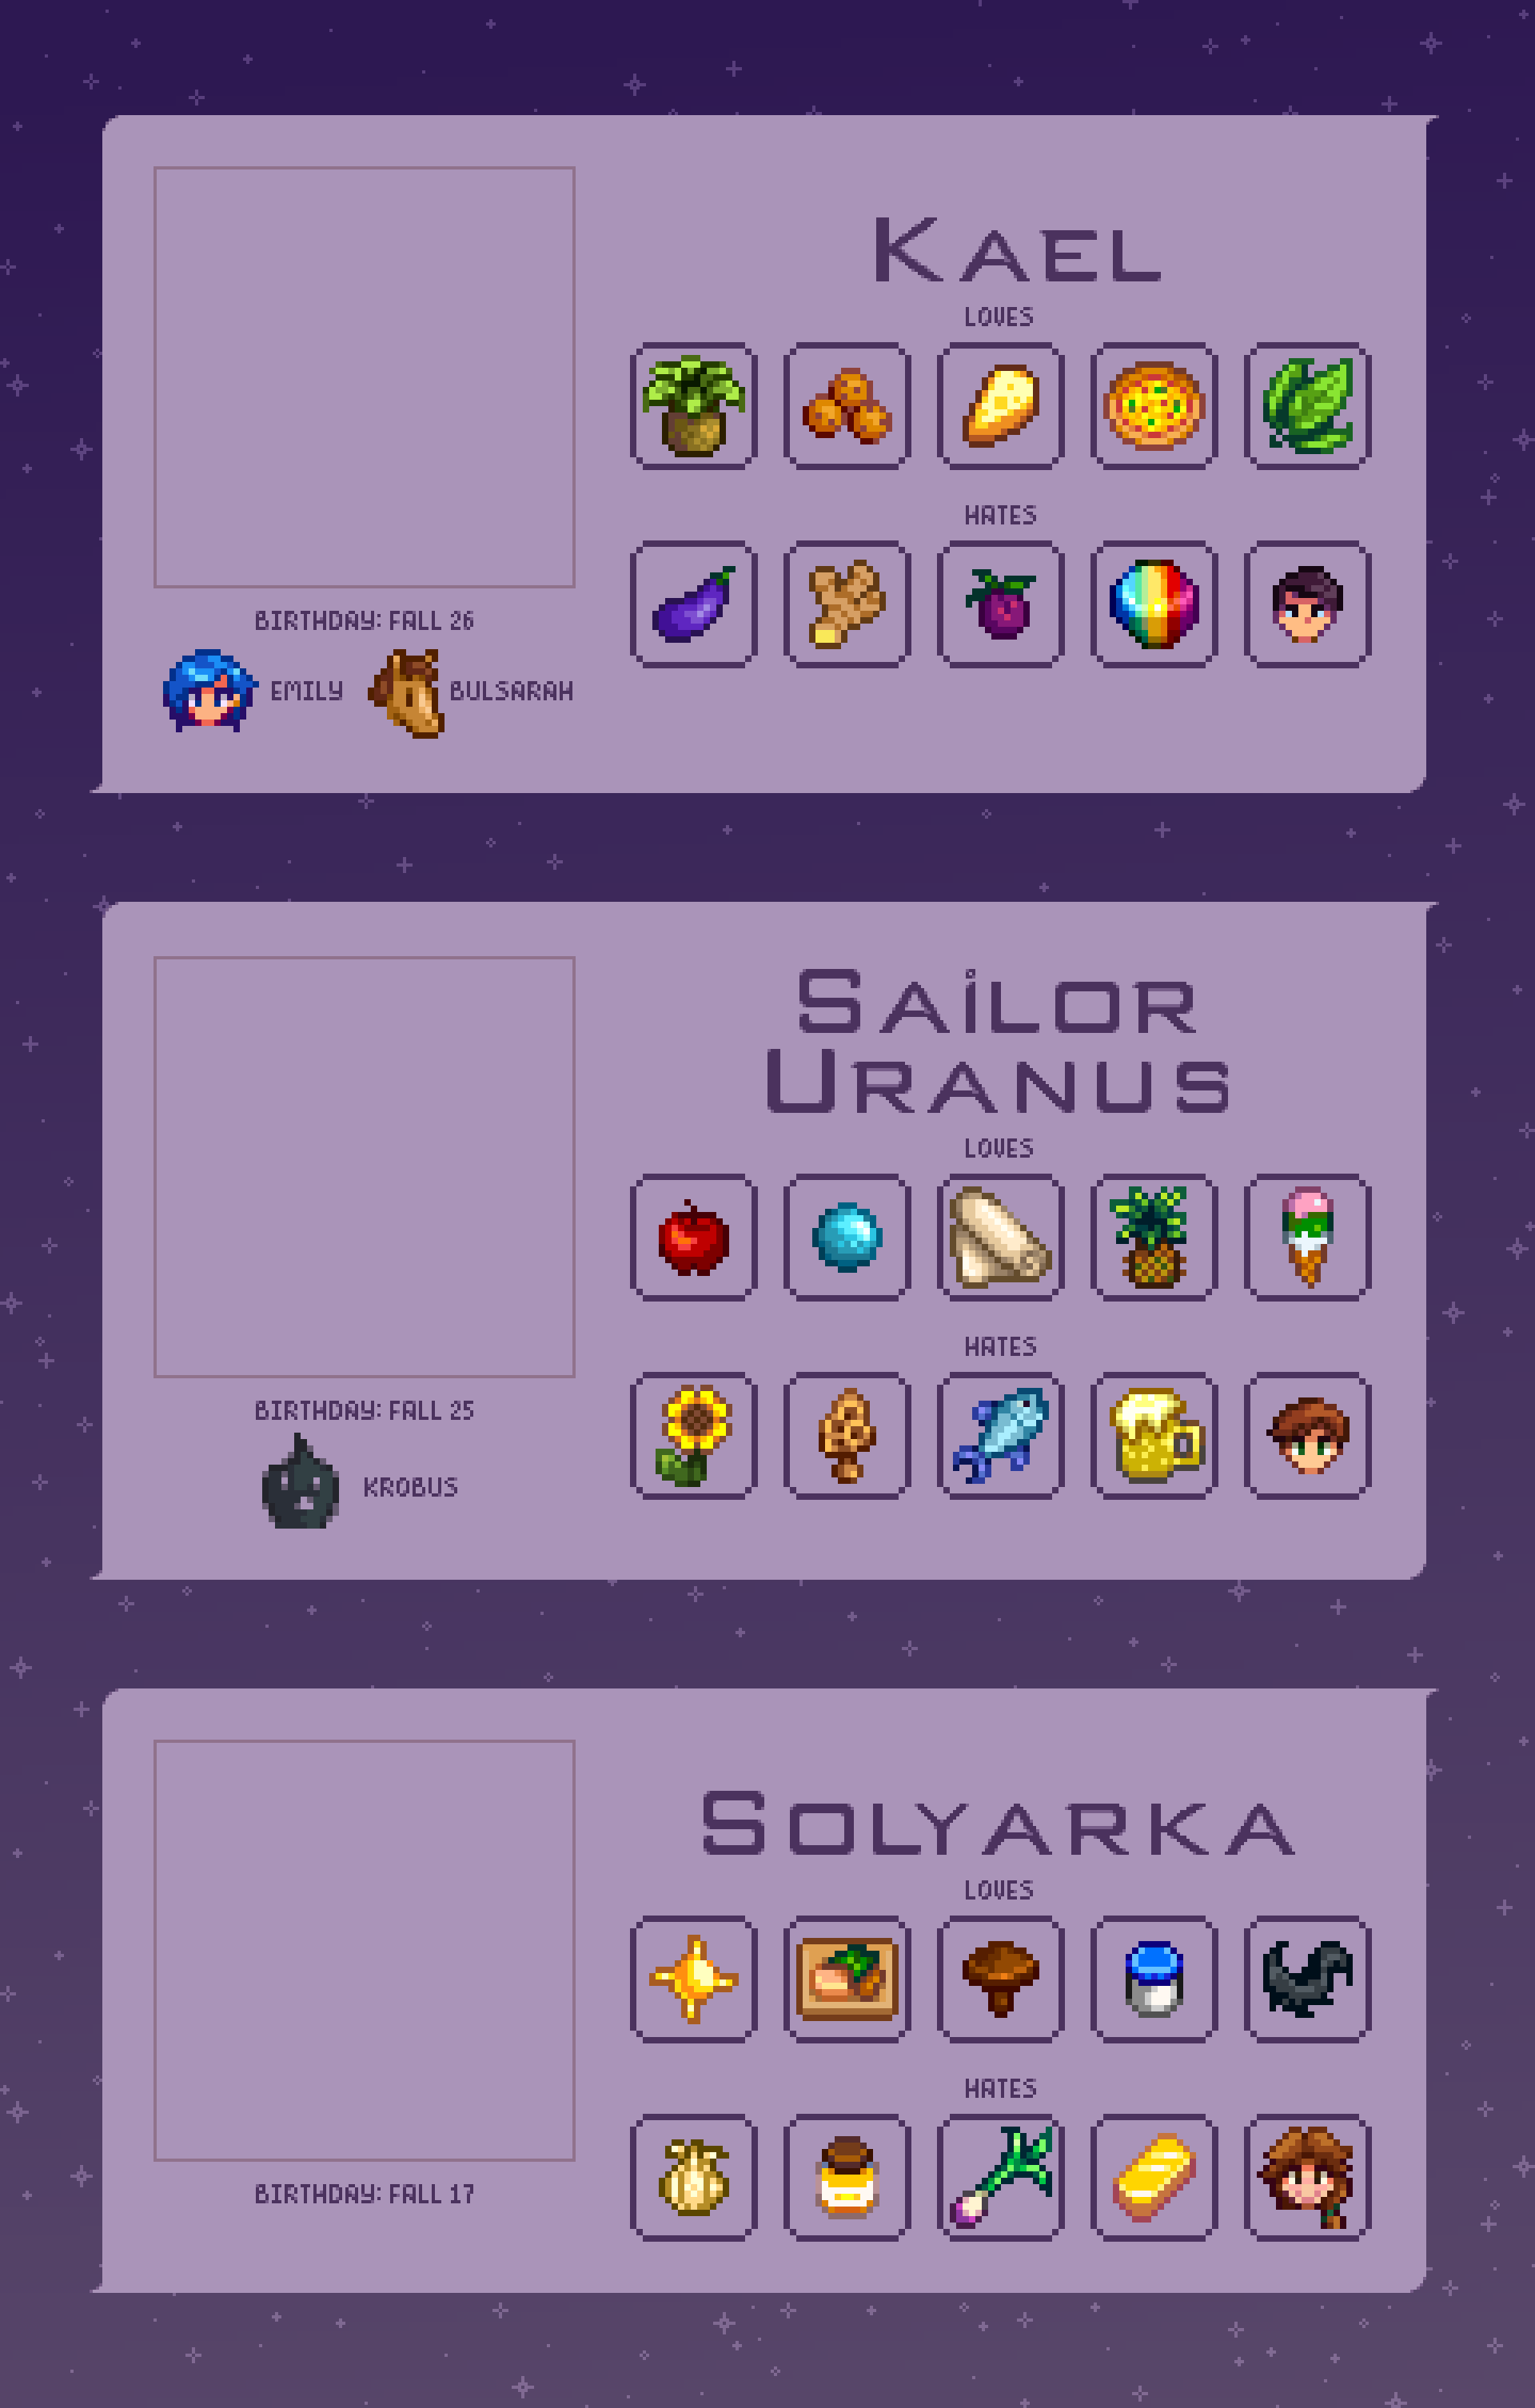 KAEL
LOVES
HATES
BIRTHDAY: FALL 26
EMILY
BULSARAH
SAiLOR
URANUS
LOVES
HATES
BIRTHDAY: FALL 25
KROBUS
SOLYARKA
LOVES
HATES
BIRTHDAY: FALL 17